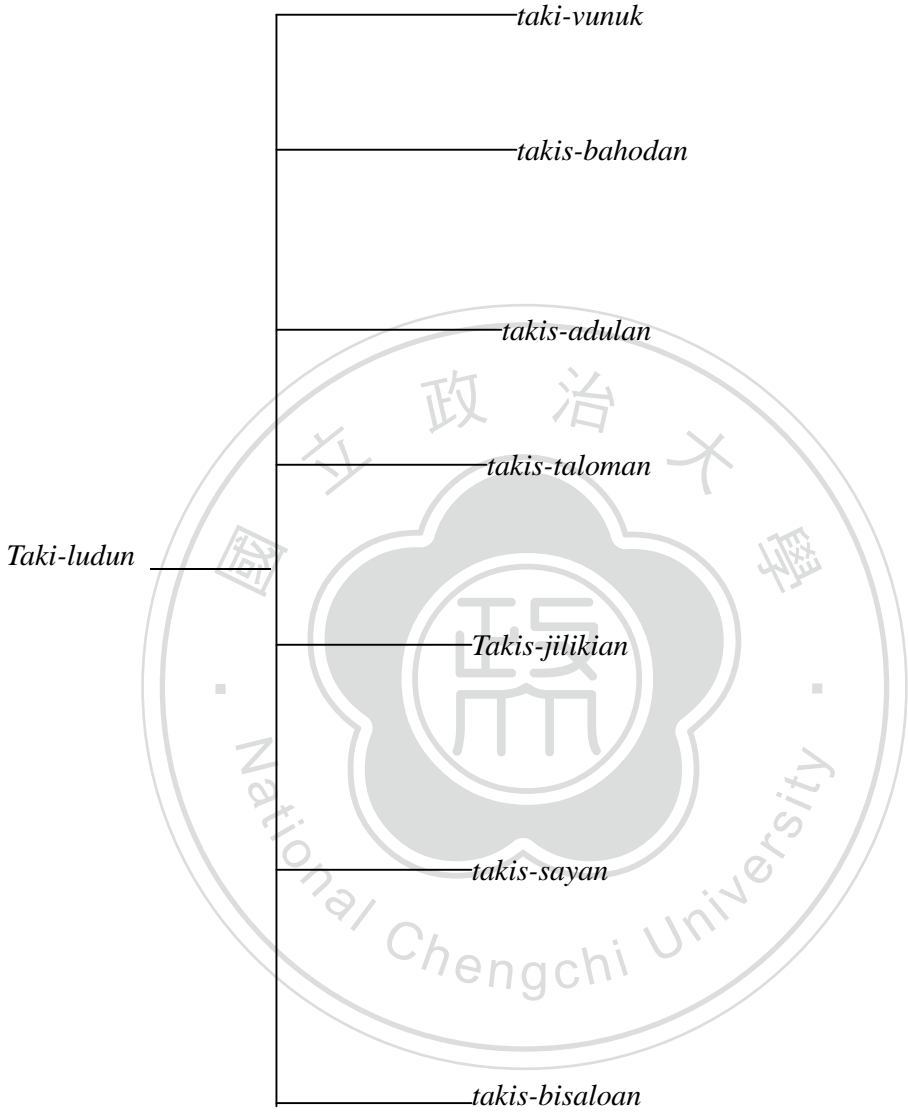 taki-vunuk
takis-bahodan
takis-adulan
takis-taloman
Taki-ludun
Takis-jilikian
takis-sayan
takis-bisaloan
國立政治大學
National Chengchi University